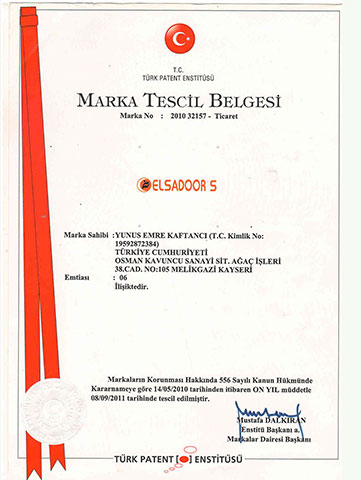 T.C.
TÜRK PATENT ENSTİTÜSÜ
MARKA TESCİL BELGESİ
Marka No : 2010 32157 - Ticaret
ELSADOOR S
Marka Sahibi :YUNUS EMRE KAFTANCI (T.C. Kimlik No:
19592872384)
TÜRKİYE CUMHURİYETİ
OSMAN KAVUNCU SANAYİ SİT. AĞAÇ İŞLERİ
38.CAD. NO:105 MELİKGAZİ KAYSERİ
Emtiası : 06
İlişiktedir.
Markaların Korunması Hakkında 556 Sayılı Kanun Hükmünde
Kararnameye göre 14/05/2010 tarihinden itibaren ON YIL müddetle
08/09/2011 tarihinde tescil edilmiştir.
Mustafa DALKIRAN
Enstitü Başkanı a.
Markalar Dairesi Başkanı
TÜRK PATENT ENSTİTÜSÜ